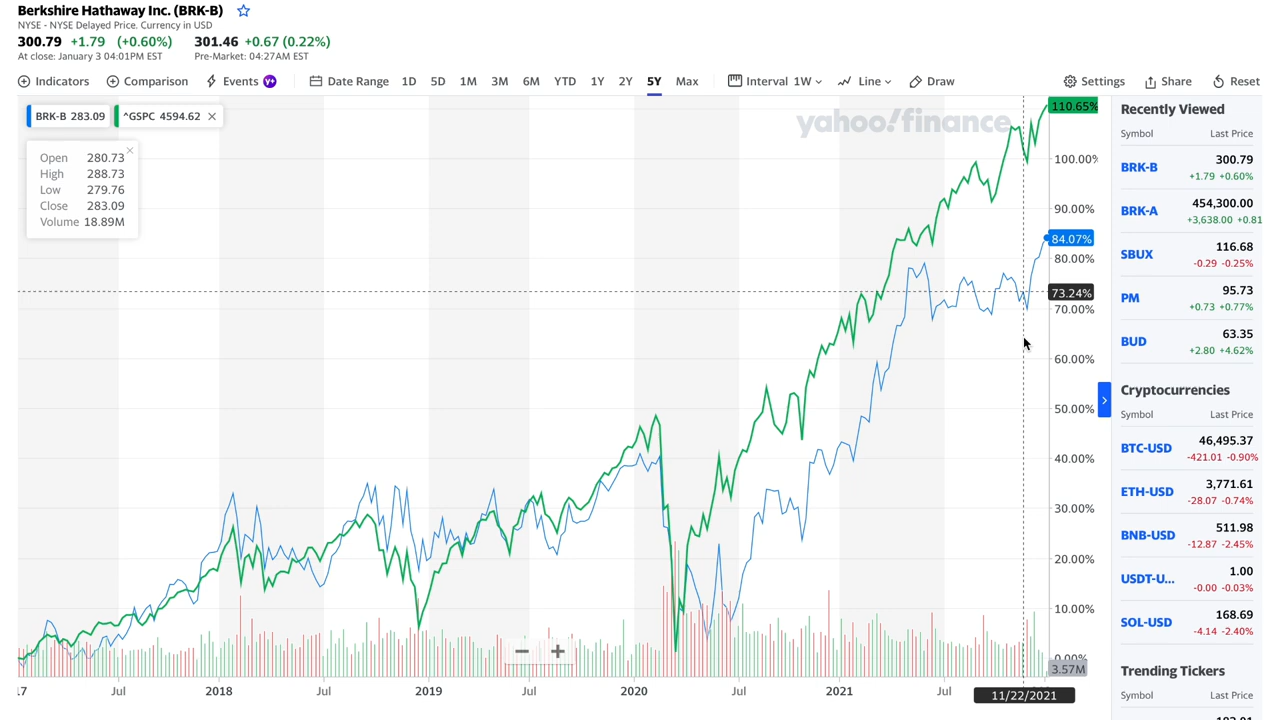 Berkshire Hathaway Inc. (BRK-B)
NYSE - NYSE Delayed Price. Currency in USD
300.79 +1.79 (+0.60%) 301.46 +0.67 (0.22%)
At close: January 3 04:01PM EST Pre-Market: 04:27AM EST
Indicators Comparison Events Y+ Date Range 1D 5D 1M 3M 6M YTD 1Y 2Y 5Y Max Interval 1W Line Draw Settings Share Reset
BRK-B 283.09 ^GSPC 4594.62
Open 280.73
High 288.73
Low 279.76
Close 283.09
Volume 18.89M
yahoo!finance
110.65%
100.00%
90.00%
84.07%
80.00%
73.24%
70.00%
60.00%
50.00%
40.00%
30.00%
20.00%
10.00%
0.00%
3.57M
17 Jul 2018 Jul 2019 Jul 2020 Jul 2021 Jul 11/22/2021
Recently Viewed
Symbol Last Price
BRK-B 300.79
+1.79 +0.60%
BRK-A 454,300.00
+3,638.00 +0.81
SBUX 116.68
-0.29 -0.25%
PM 95.73
+0.73 +0.77%
BUD 63.35
+2.80 +4.62%
Cryptocurrencies
Symbol Last Price
BTC-USD 46,495.37
-421.01 -0.90%
ETH-USD 3,771.61
-28.07 -0.74%
BNB-USD 511.98
-12.87 -2.45%
USDT-U... 1.00
-0.00 -0.03%
SOL-USD 168.69
-4.14 -2.40%
Trending Tickers
Symbol Last Price